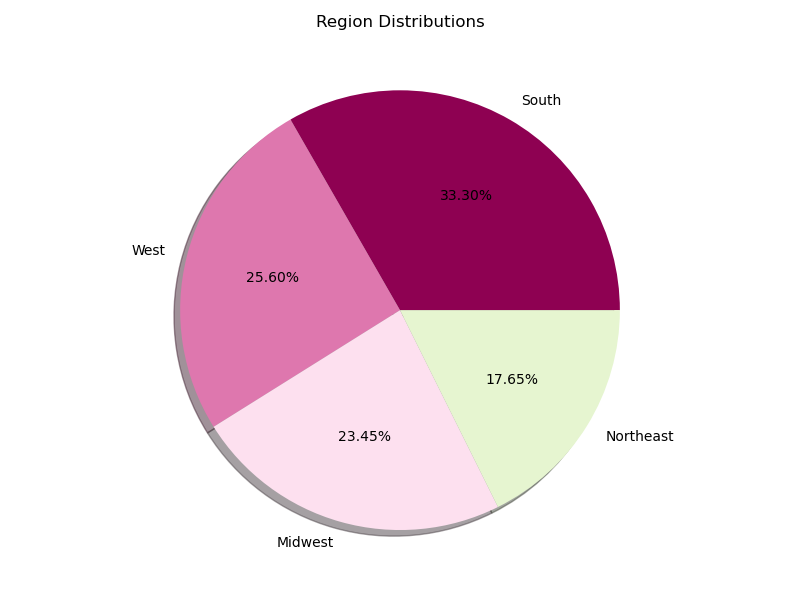 Region Distributions
South
33.30%
West
25.60%
17.65%
23.45%
Northeast
Midwest